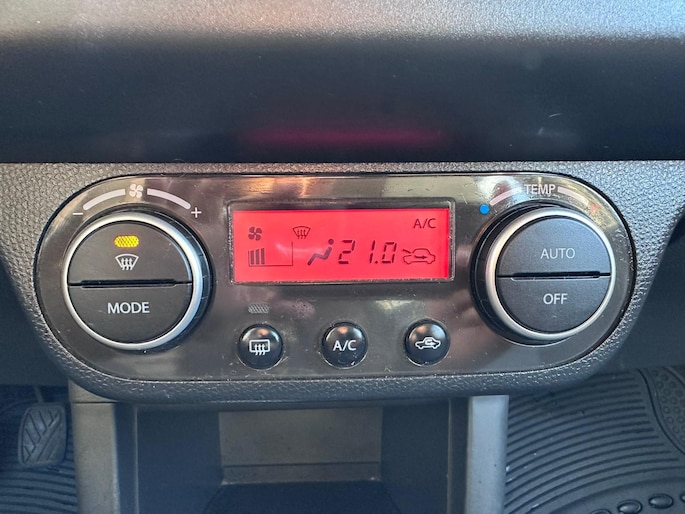 - +
TEMP
A/C
21.0
MODE
AUTO
OFF
A/C